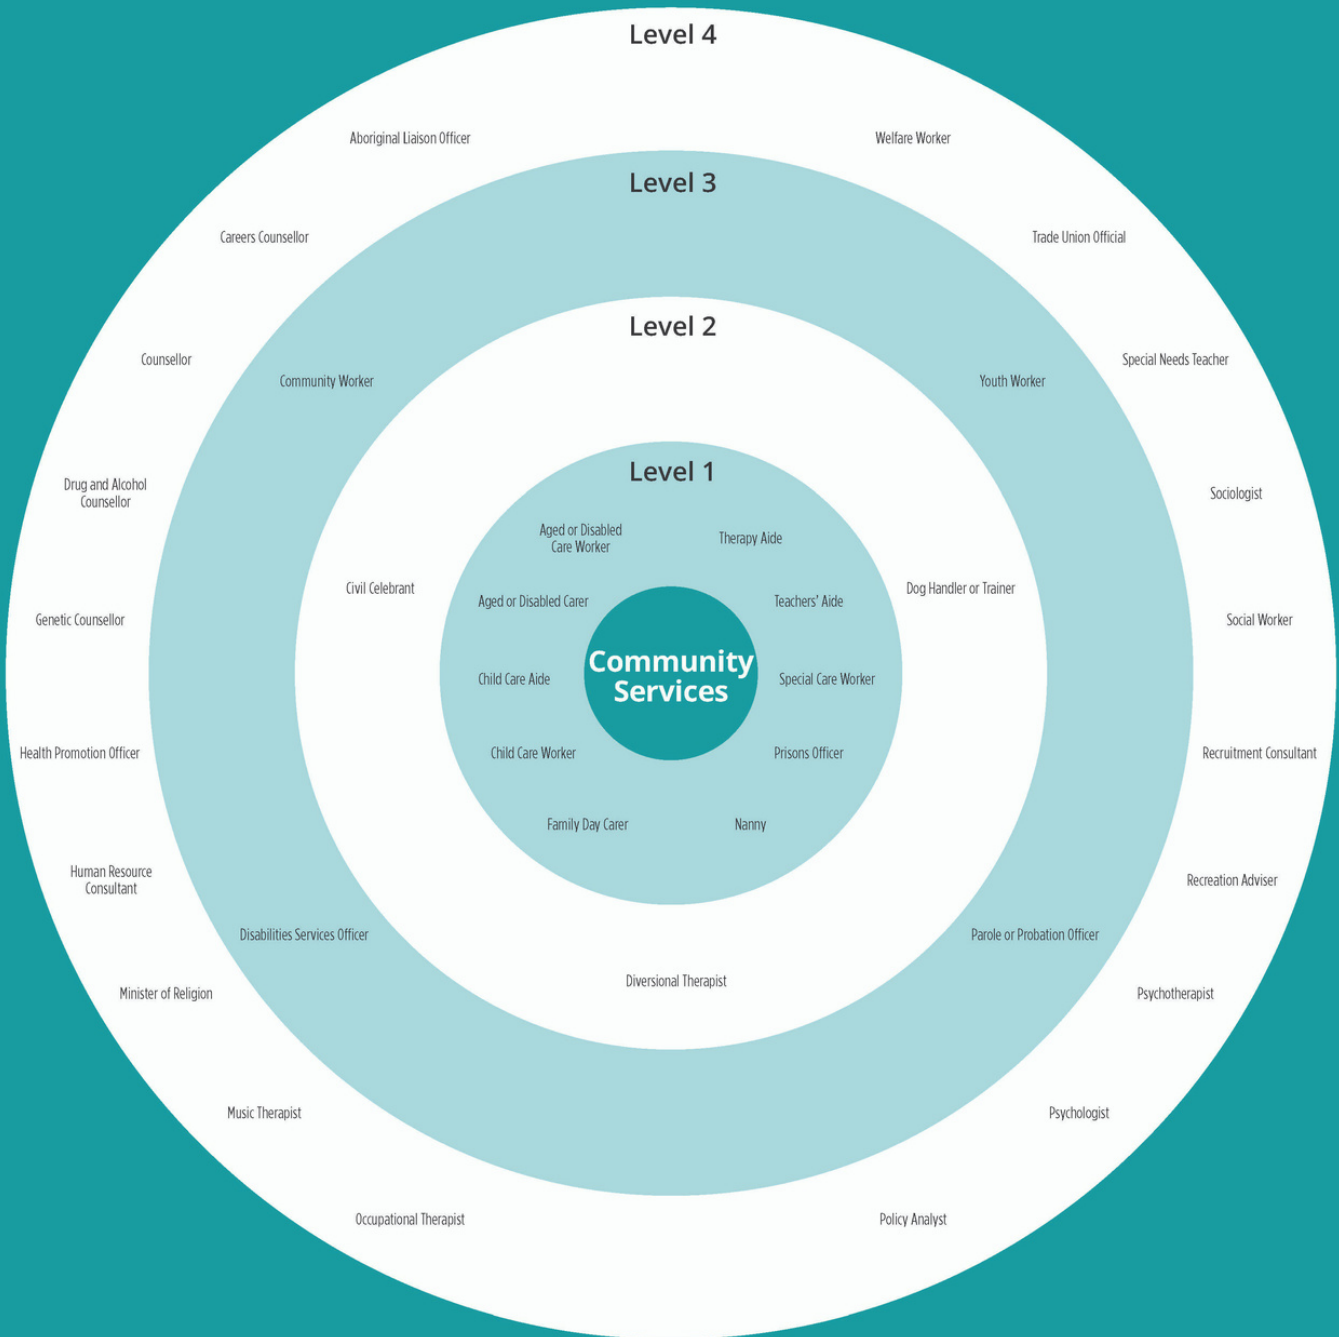 Level 4
Aboriginal Liaison Officer
Welfare Worker
Level 3
Careers Counsellor
Trade Union Official
Level 2
Counsellor
Special Needs Teacher
Community Worker
Youth Worker
Level 1
Drug and Alcohol
Counsellor
Sociologist
Aged or Disabled
Care Worker
Therapy Aide
Civil Celebrant
Dog Handler or Trainer
Aged or Disabled Carer
Teachers' Aide
Genetic Counsellor
Social Worker
Community
Services
Child Care Aide
Special Care Worker
Health Promotion Officer
Child Care Worker
Prisons Officer
Recruitment Consultant
Family Day Carer
Nanny
Human Resource
Consultant
Recreation Adviser
Disabilities Services Officer
Parole or Probation Officer
Diversional Therapist
Minister of Religion
Psychotherapist
Music Therapist
Psychologist
Occupational Therapist
Policy Analyst